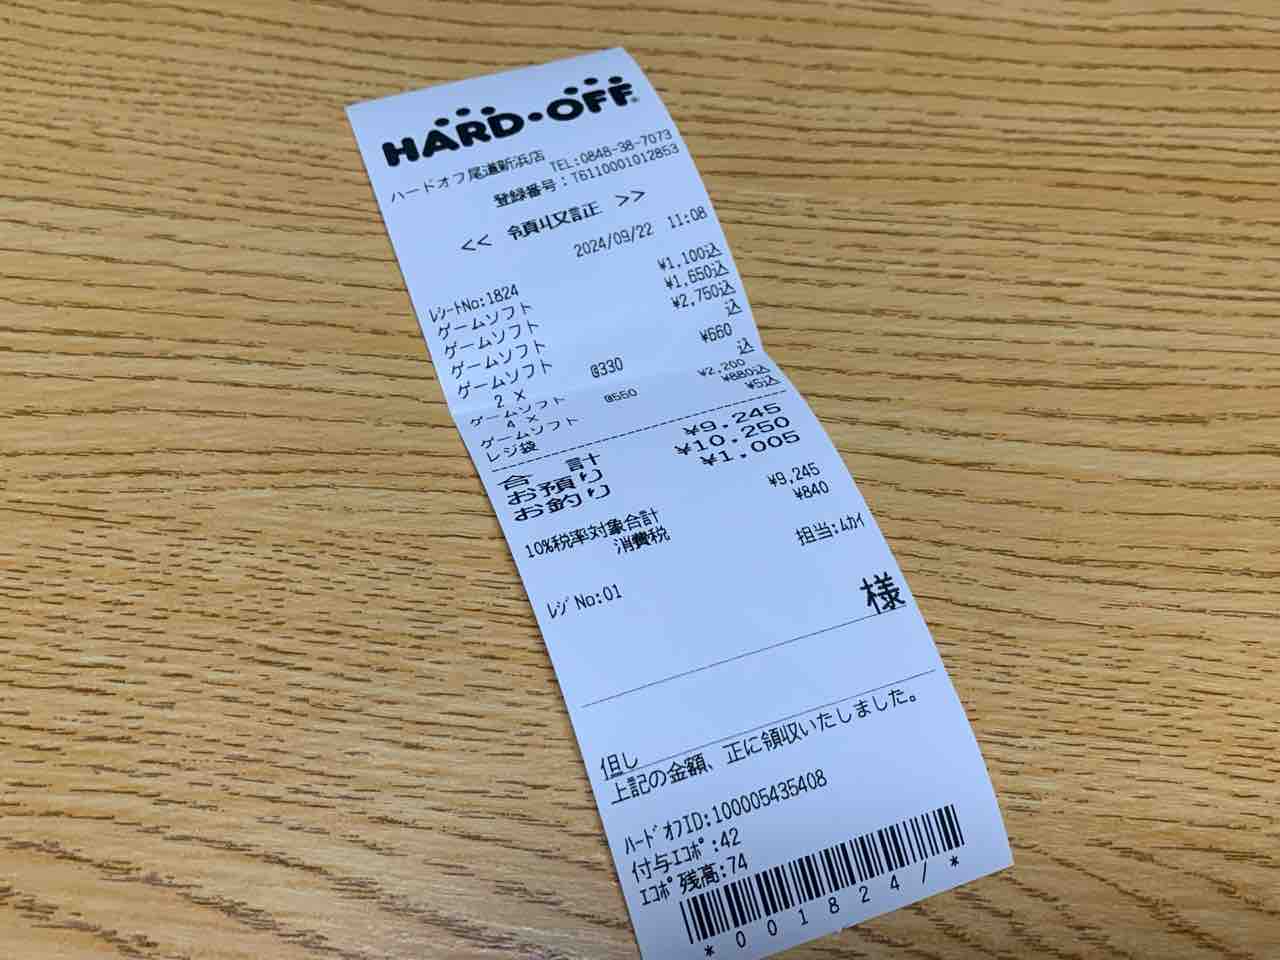 HARD・OFF
ハードオフ尾道新浜店
TEL:0848-38-7073
登録番号:T6110001012853
<< 領収証 >>
2024/09/22 11:08
ﾚｼｰﾄNo:1824
ゲームソフト ¥1,100込
ゲームソフト ¥1,650込
ゲームソフト ¥2,750込
ゲームソフト 込
2 × @330 ¥660
ゲームソフト 込
4 × @550 ¥2,200
ゲームソフト ¥880込
レジ袋 ¥5込
合 計 ¥9,245
お預り ¥10,250
お釣り ¥1,005
10%税率対象合計 ¥9,245
消費税 ¥840
ﾚｼﾞNo:01 担当:ﾑｶｲ
様
但し
上記の金額、正に領収いたしました。
ﾊｰﾄﾞｵﾌID:100005435408
付与ｴｺﾎﾟ:42
ｴｺﾎﾟ残高:74
*001824/*